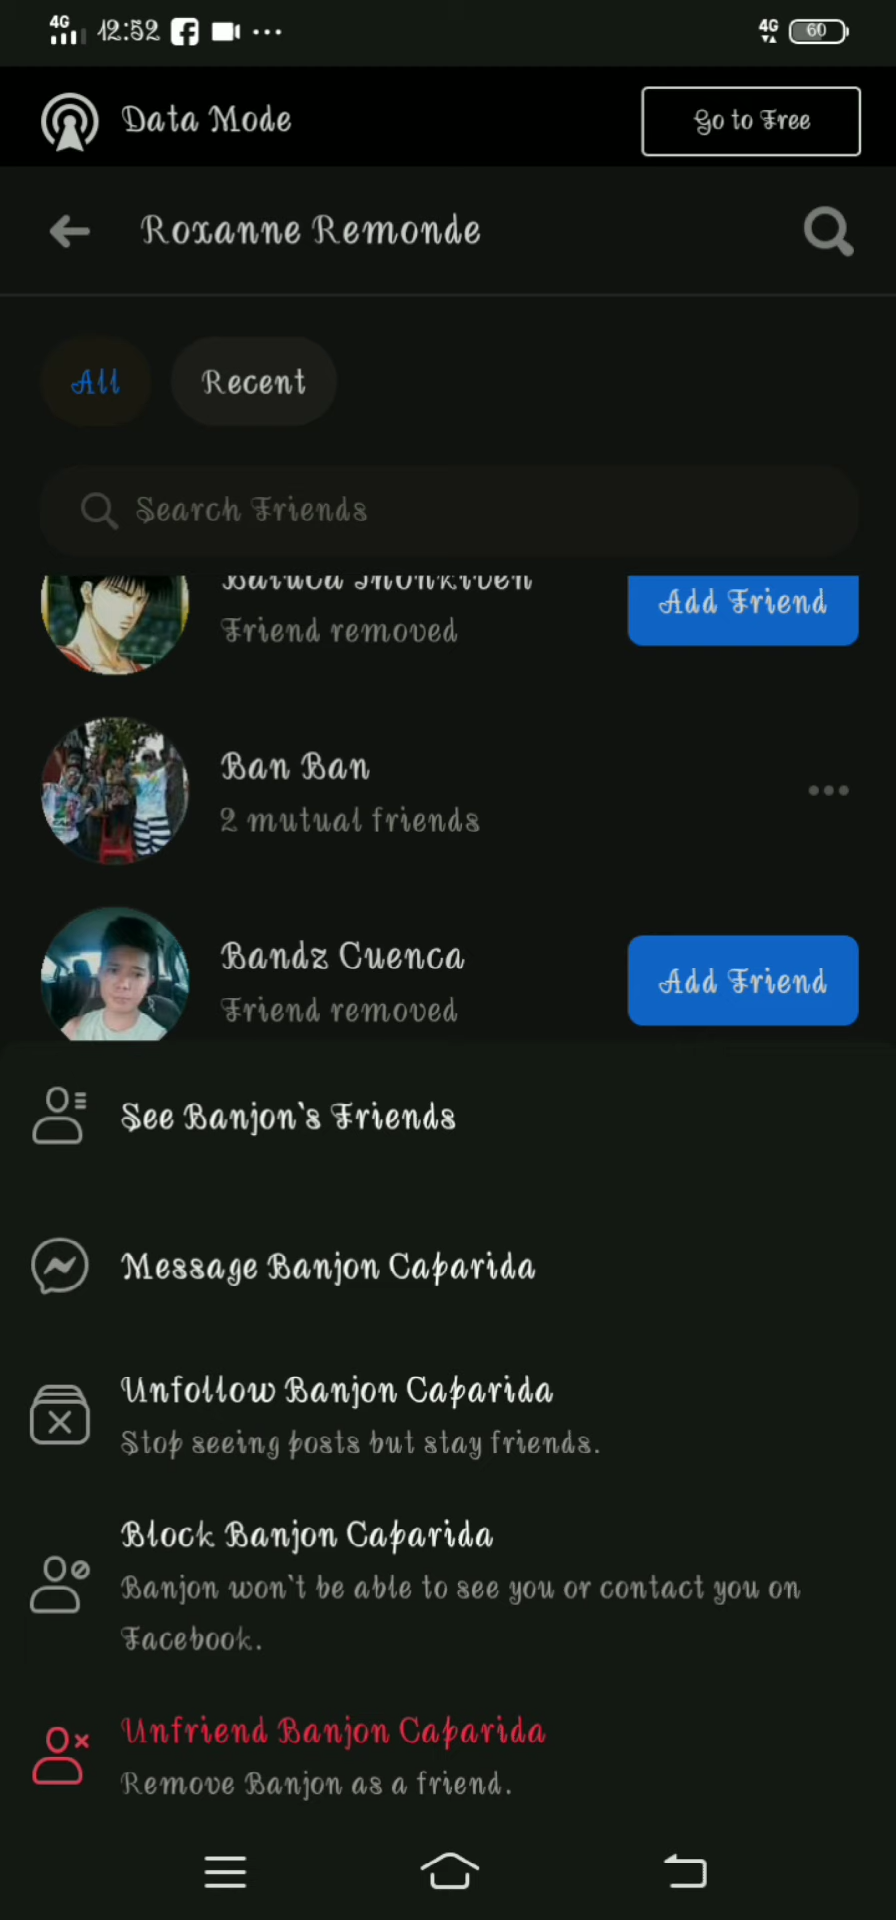 4G 12:52 4G 60
Data Mode Go to Free
Roxanne Remonde
All Recent
Search Friends
Friend removed Add Friend
Ban Ban
2 mutual friends
Bandz Cuenca
Friend removed Add Friend
See Banjon's Friends
Message Banjon Caparida
Unfollow Banjon Caparida
Stop seeing posts but stay friends.
Block Banjon Caparida
Banjon won't be able to see you or contact you on
Facebook.
Unfriend Banjon Caparida
Remove Banjon as a friend.